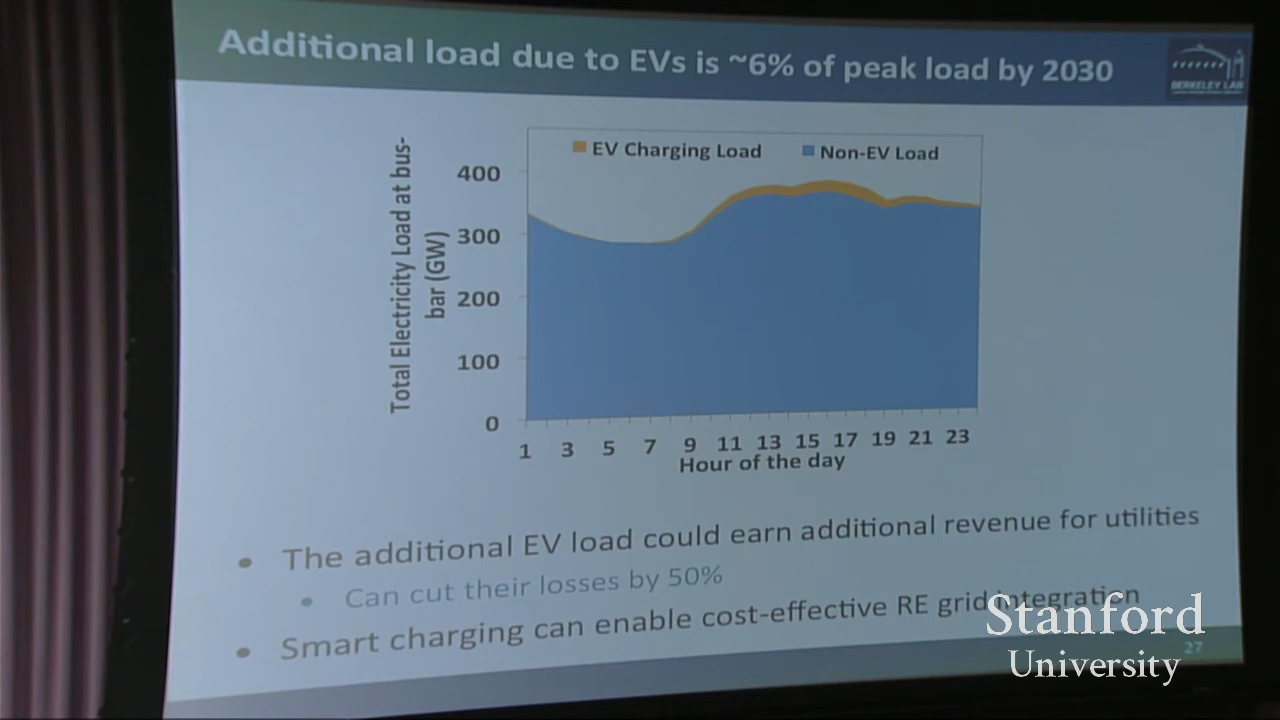 Additional load due to EVs is ~6% of peak load by 2030
BERKELEY LAB
Total Electricity Load at bus-
bar (GW)
EV Charging Load
Non-EV Load
400
300
200
100
0
1 3 5 7 9 11 13 15 17 19 21 23
Hour of the day
• The additional EV load could earn additional revenue for utilities
• Can cut their losses by 50%
• Smart charging can enable cost-effective RE grid integration
27
Stanford
University